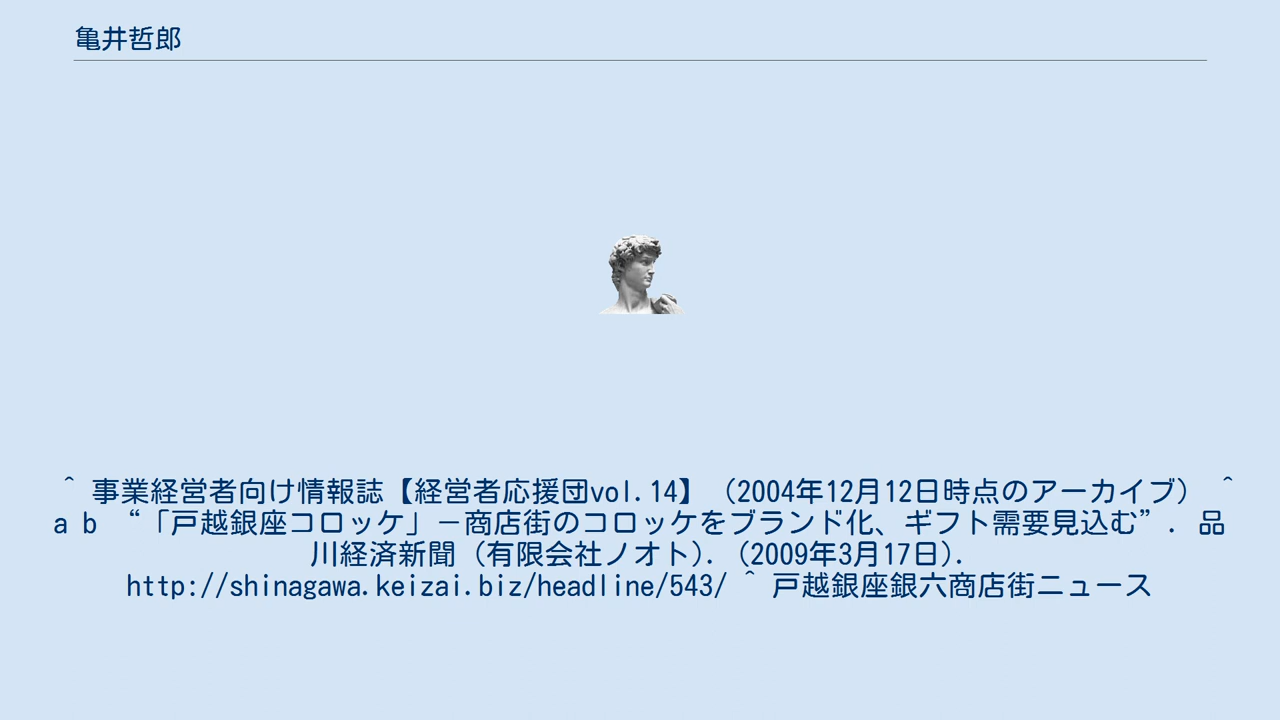 亀井哲郎
^ 事業経営者向け情報誌【経営者応援団vol.14】（2004年12月12日時点のアーカイブ） ^
a b “「戸越銀座コロッケ」－商店街のコロッケをブランド化、ギフト需要見込む”. 品
川経済新聞（有限会社ノオト）. （2009年3月17日）.
http://shinagawa.keizai.biz/headline/543/ ^ 戸越銀座銀六商店街ニュース